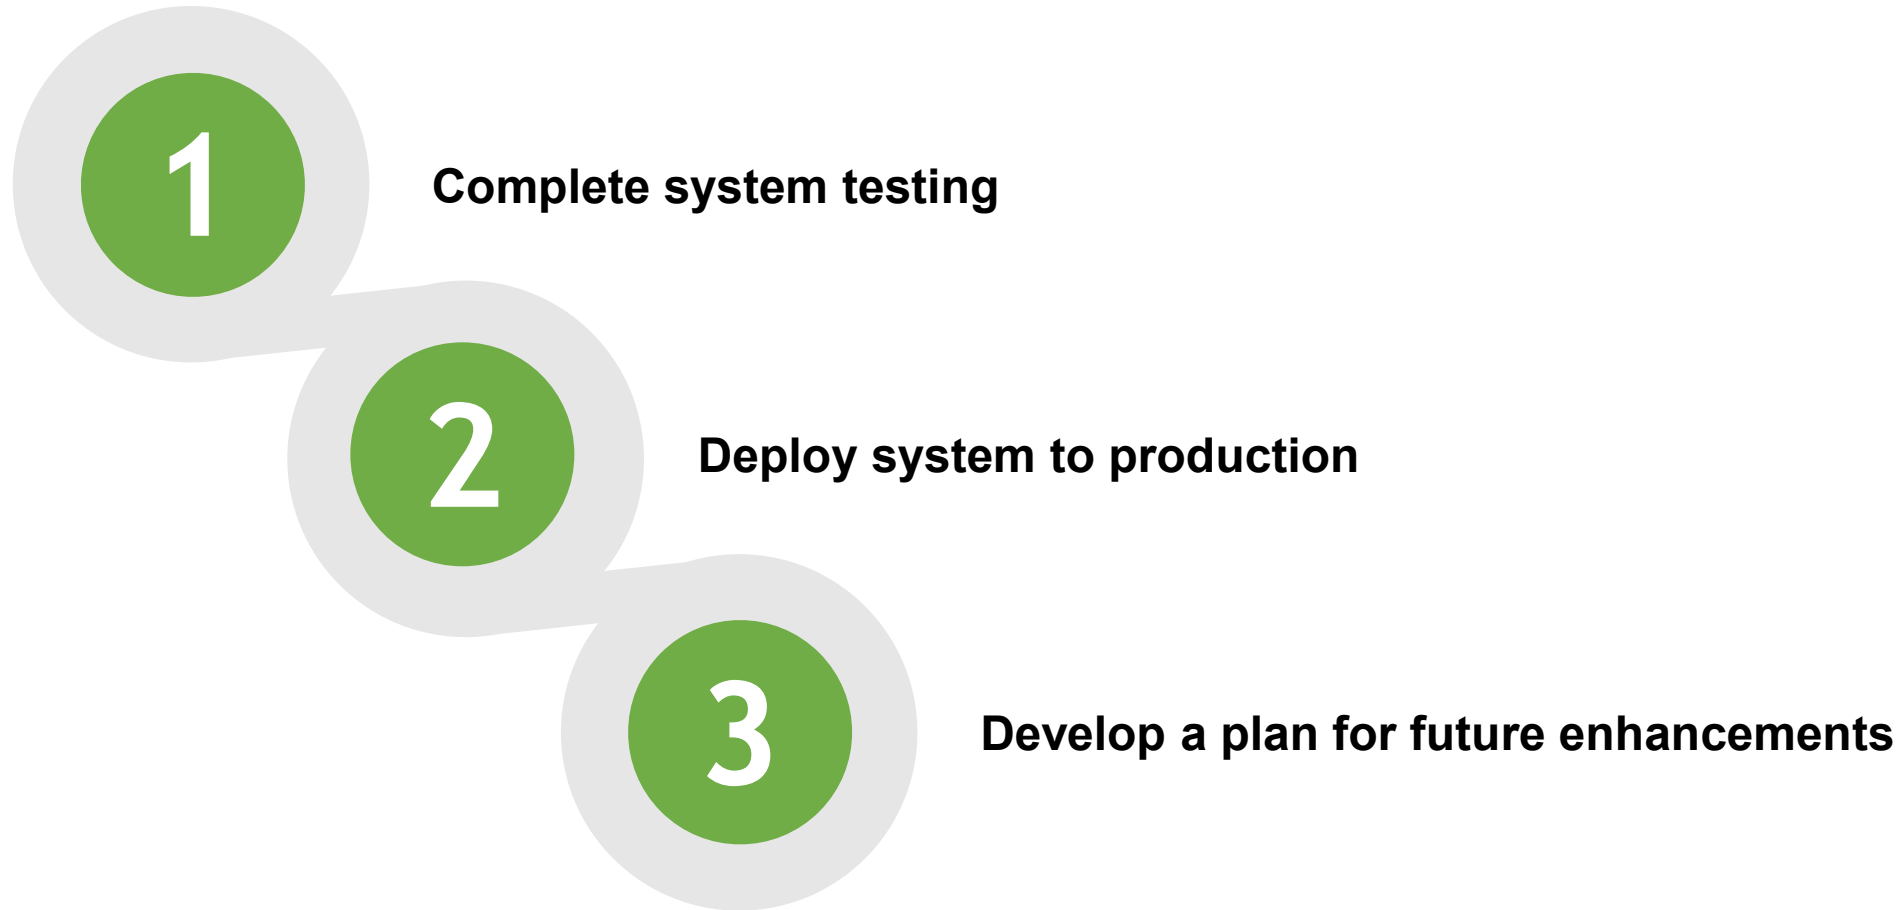 1
Complete system testing
2
Deploy system to production
3
Develop a plan for future enhancements